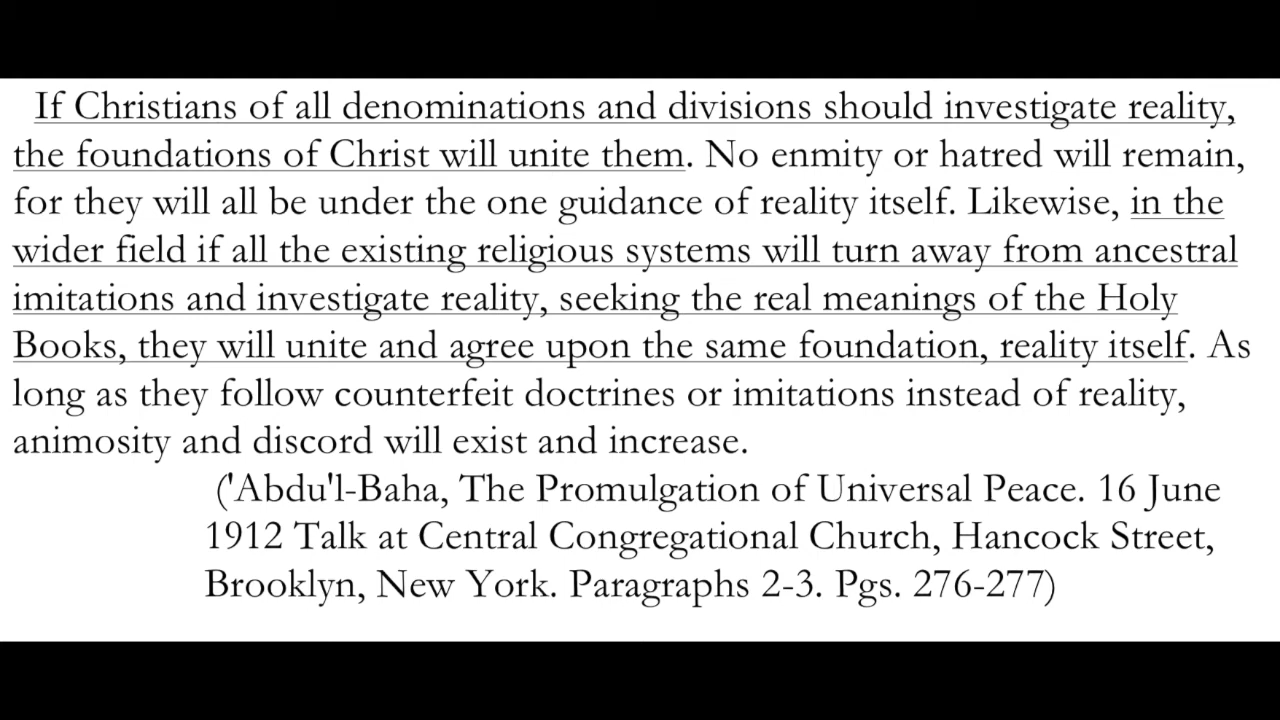 If Christians of all denominations and divisions should investigate reality,
the foundations of Christ will unite them. No enmity or hatred will remain,
for they will all be under the one guidance of reality itself. Likewise, in the
wider field if all the existing religious systems will turn away from ancestral
imitations and investigate reality, seeking the real meanings of the Holy
Books, they will unite and agree upon the same foundation, reality itself. As
long as they follow counterfeit doctrines or imitations instead of reality,
animosity and discord will exist and increase.
('Abdu'l-Baha, The Promulgation of Universal Peace. 16 June
1912 Talk at Central Congregational Church, Hancock Street,
Brooklyn, New York. Paragraphs 2-3. Pgs. 276-277)